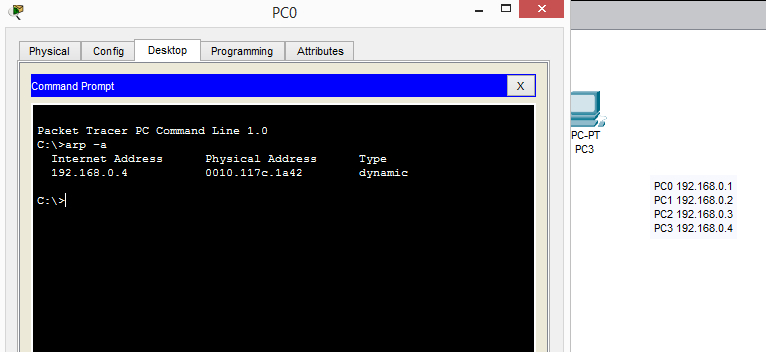 PC0
Physical Config Desktop Programming Attributes
Command Prompt
X
Packet Tracer PC Command Line 1.0
C:\>arp -a
Internet Address Physical Address Type
192.168.0.4 0010.117c.1a42 dynamic
C:\>
PC-PT
PC3
PC0 192.168.0.1
PC1 192.168.0.2
PC2 192.168.0.3
PC3 192.168.0.4